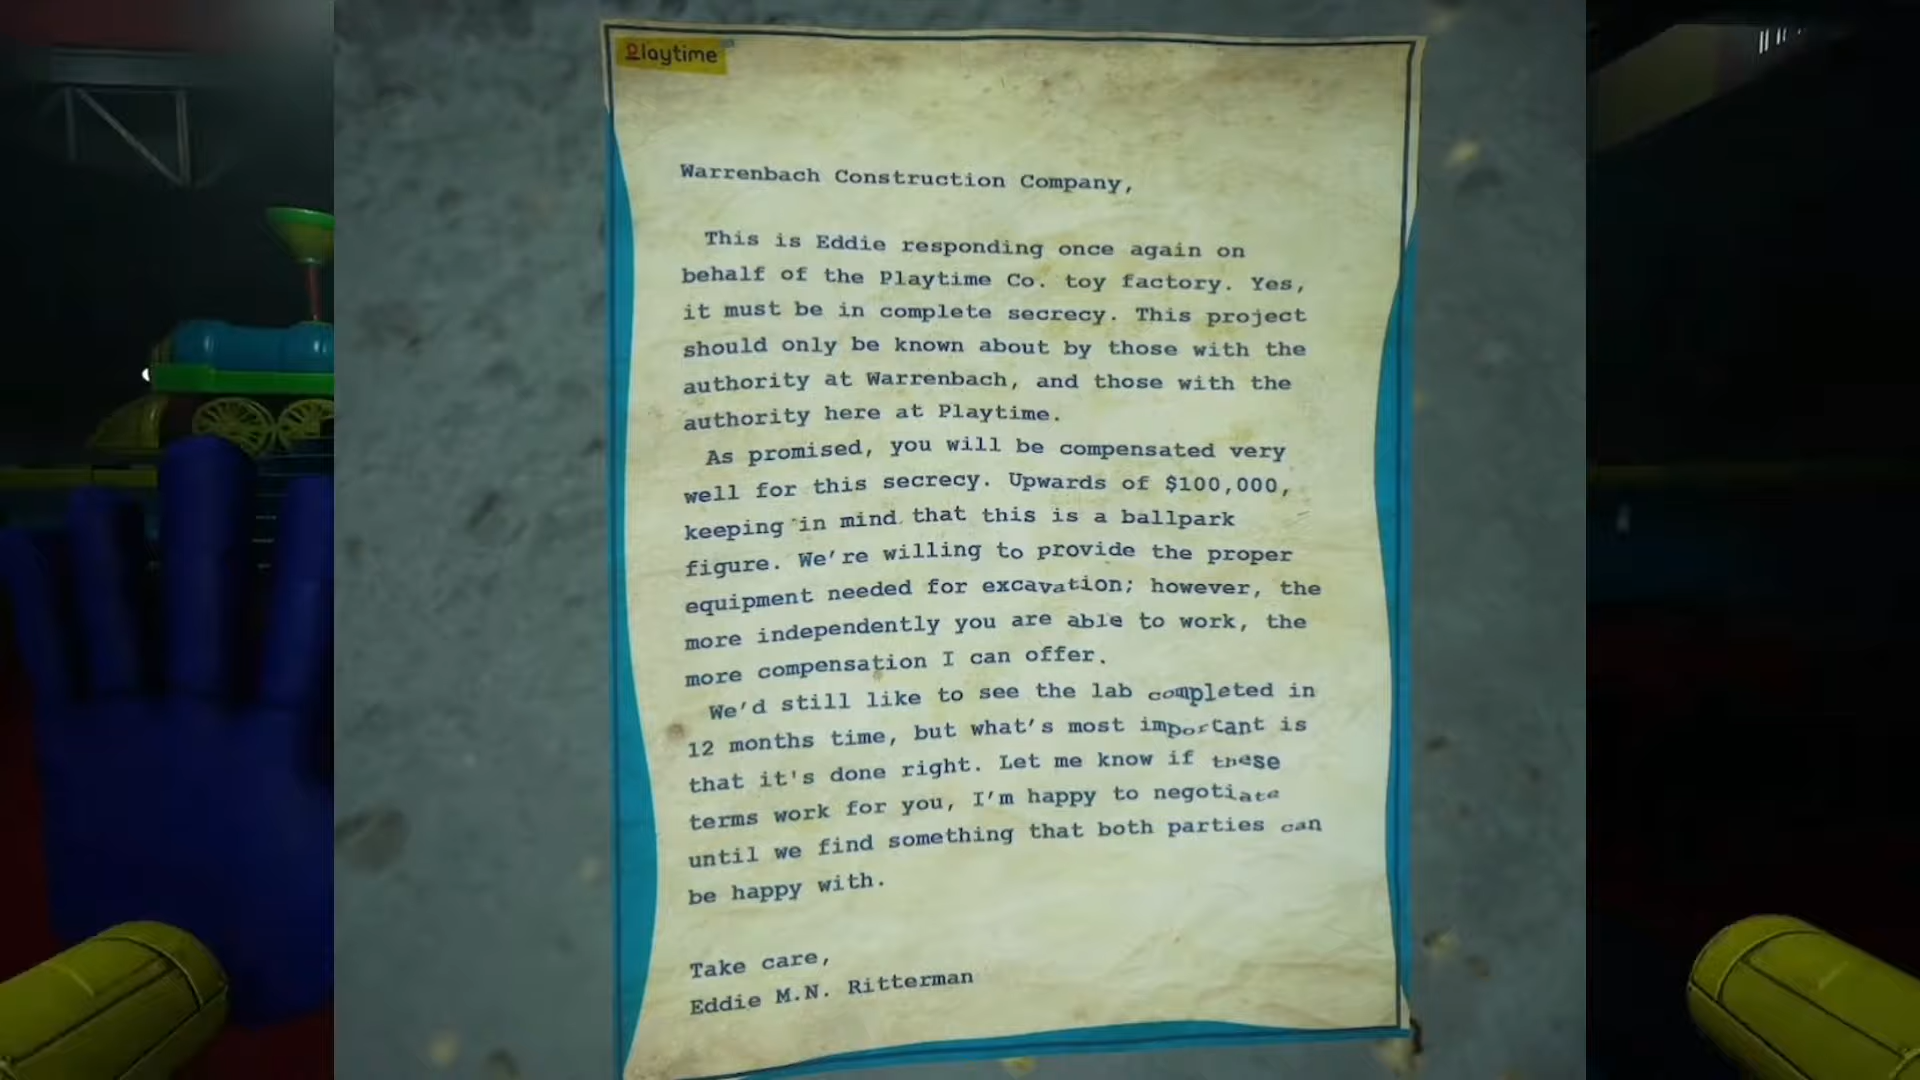 Playtime
Warrenbach Construction Company,
This is Eddie responding once again on
behalf of the Playtime Co. toy factory. Yes,
it must be in complete secrecy. This project
should only be known about by those with the
authority at Warrenbach, and those with the
authority here at Playtime.
As promised, you will be compensated very
well for this secrecy. Upwards of $100,000,
keeping in mind that this is a ballpark
figure. We're willing to provide the proper
equipment needed for excavation; however, the
more independently you are able to work, the
more compensation I can offer.
We'd still like to see the lab completed in
12 months time, but what's most important is
that it's done right. Let me know if these
terms work for you, I'm happy to negotiate
until we find something that both parties can
be happy with.
Take care,
Eddie M.N. Ritterman